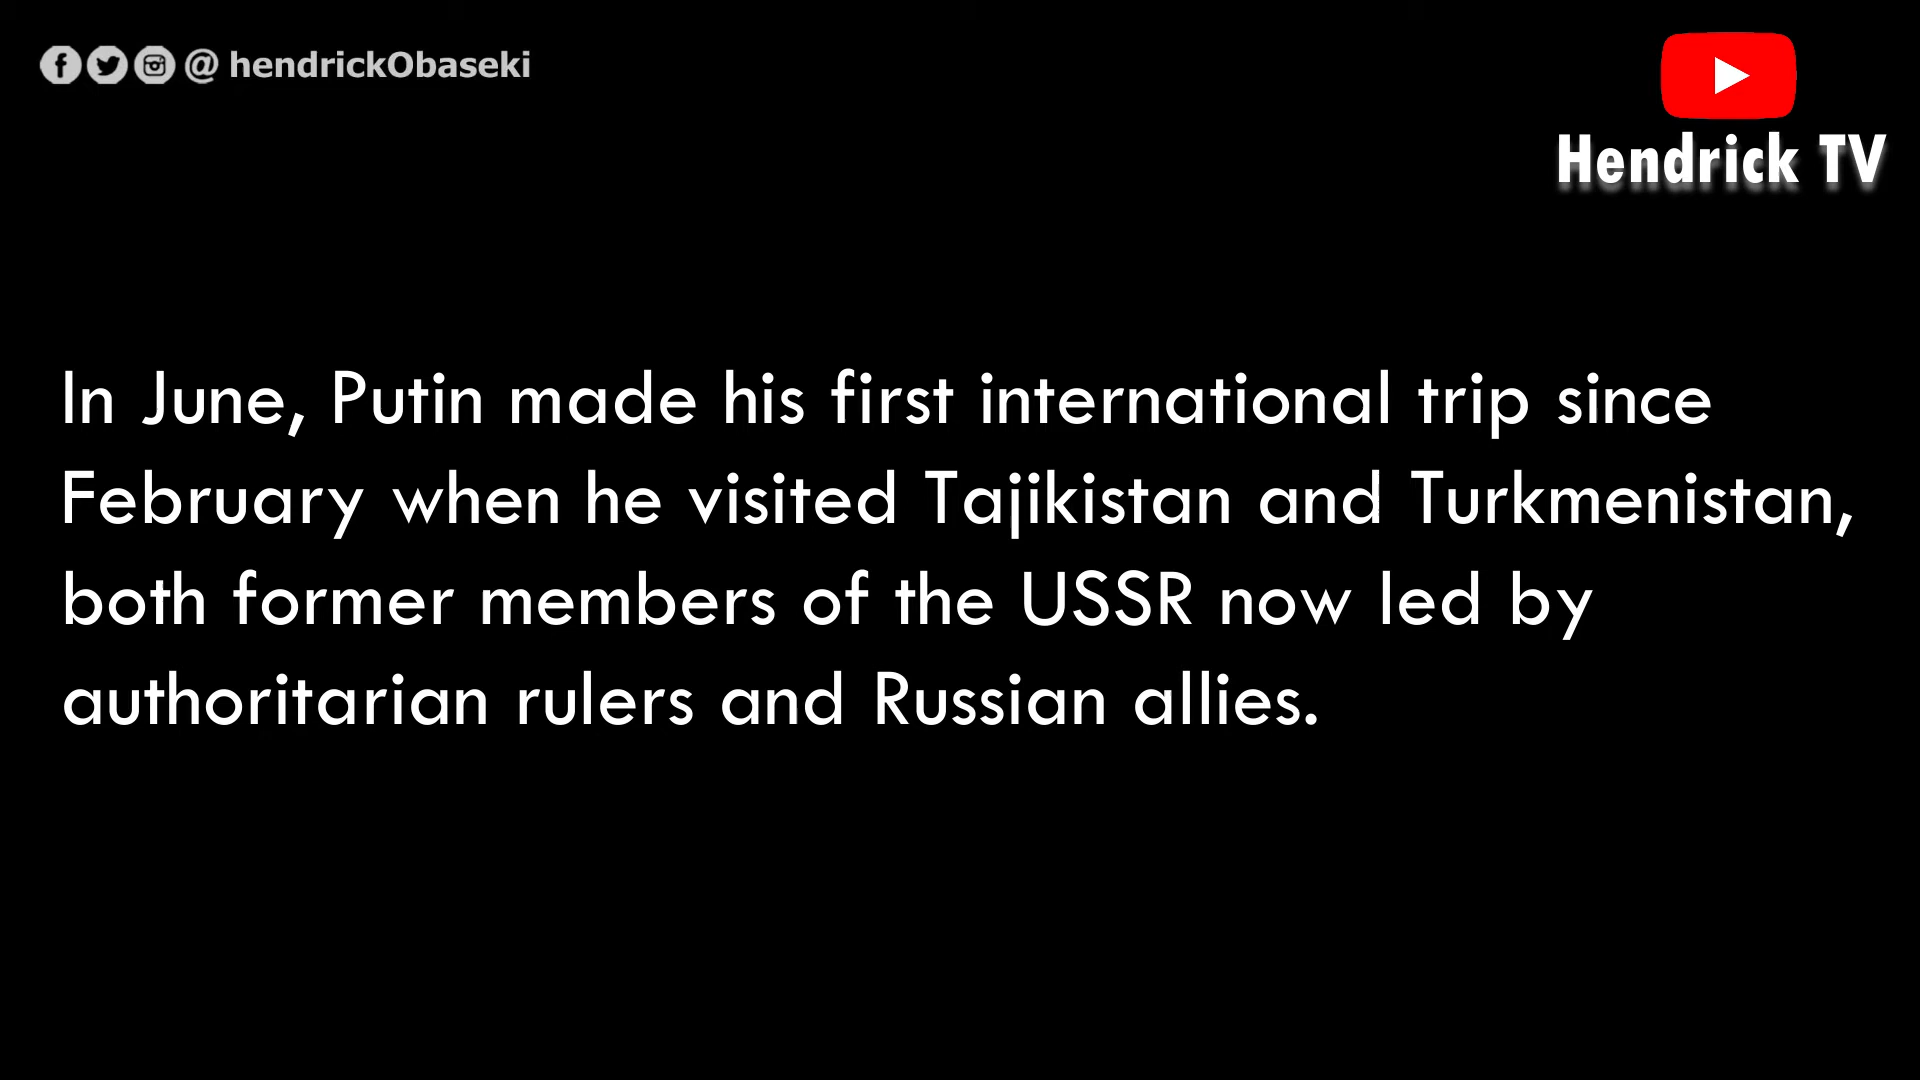 @ hendrickObaseki
Hendrick TV
In June, Putin made his first international trip since
February when he visited Tajikistan and Turkmenistan,
both former members of the USSR now led by
authoritarian rulers and Russian allies.